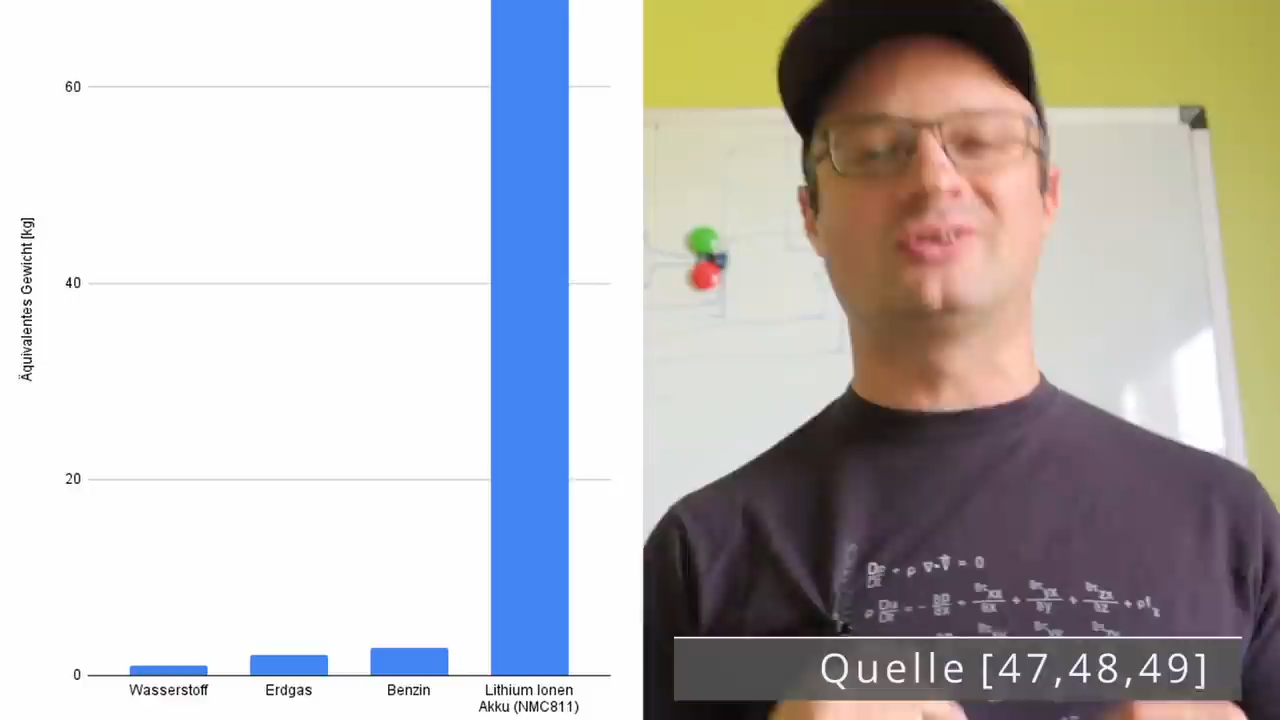 60
40
20
0
Äquivalentes Gewicht [kg]
Wasserstoff
Erdgas
Benzin
Lithium Ionen
Akku (NMC811)
Quelle [47,48,49]